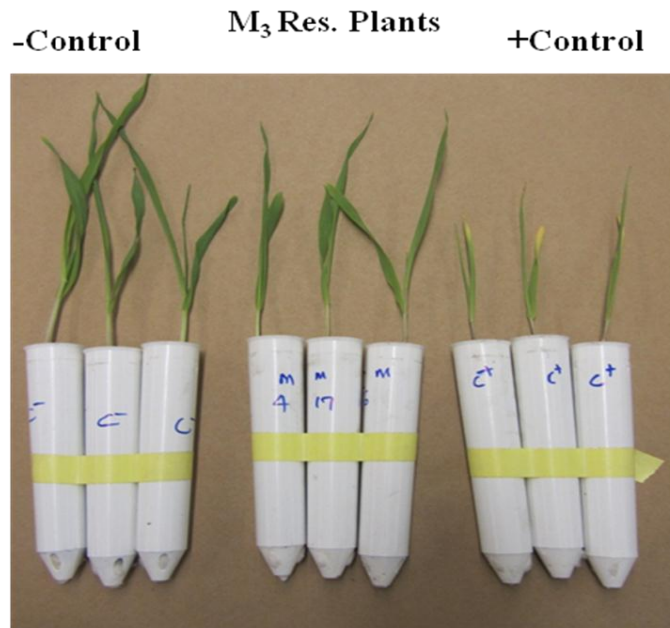 M₃ Res. Plants
-Control
+Control
C-
C-
C-
M
4
M
17
M
C+
C+
C+